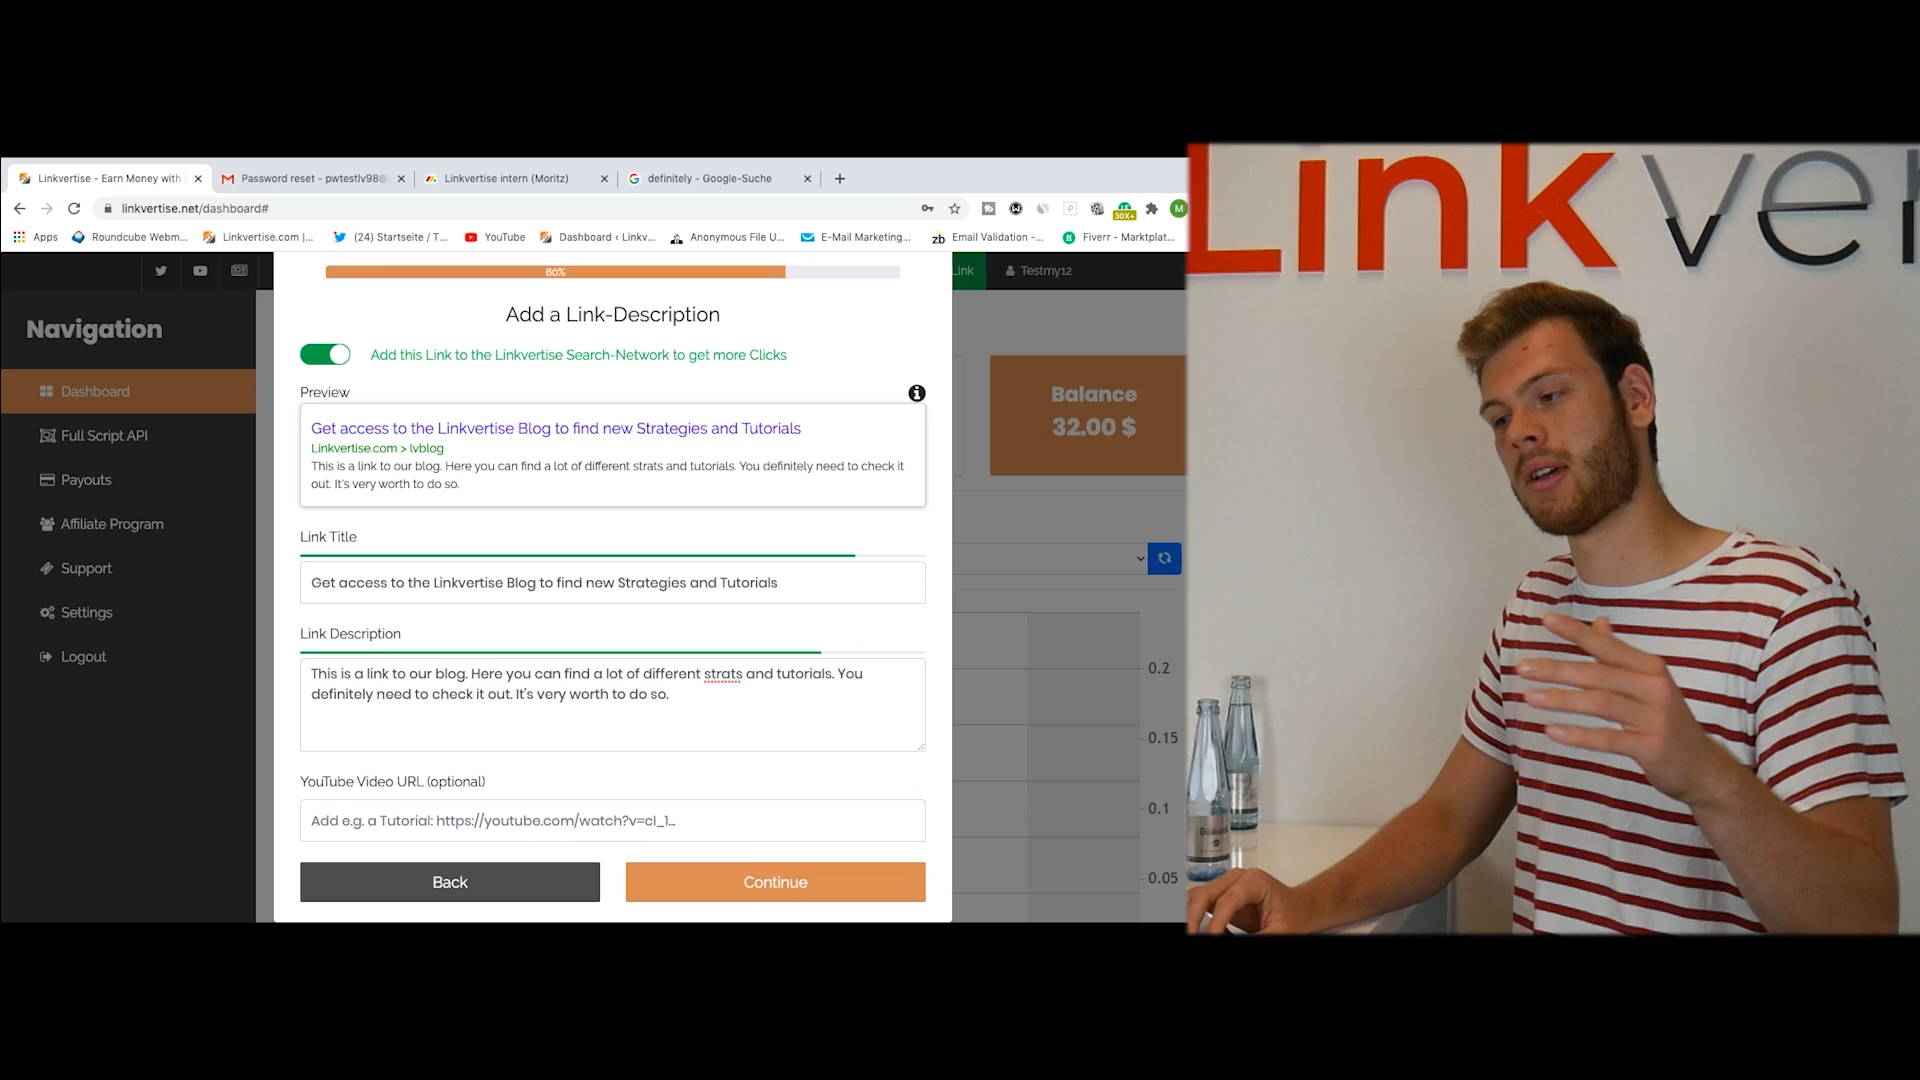 Linkvertise - Earn Money with
Password reset - pwtestlv98@
Linkvertise intern (Moritz)
definitely - Google-Suche
linkvertise.net/dashboard#
30X+
M
Apps
Roundcube Webm...
Linkvertise.com |...
(24) Startseite / T...
YouTube
Dashboard ‹ Linkv...
Anonymous File U...
E-Mail Marketing...
zb
Email Validation -...
Fiverr - Marktplat...
Link
Testmy12
Navigation
Dashboard
Full Script API
Payouts
Affiliate Program
Support
Settings
Logout
80%
Add a Link-Description
Add this Link to the Linkvertise Search-Network to get more Clicks
Preview
Get access to the Linkvertise Blog to find new Strategies and Tutorials
Linkvertise.com > lvblog
This is a link to our blog. Here you can find a lot of different strats and tutorials. You definitely need to check it
out. It's very worth to do so.
Link Title
Get access to the Linkvertise Blog to find new Strategies and Tutorials
Link Description
This is a link to our blog. Here you can find a lot of different strats and tutorials. You
definitely need to check it out. It's very worth to do so.
YouTube Video URL (optional)
Add e.g. a Tutorial: https://youtube.com/watch?v=cI_1...
Back
Continue
Balance
32.00 $
0.2
0.15
0.1
0.05
Linkver